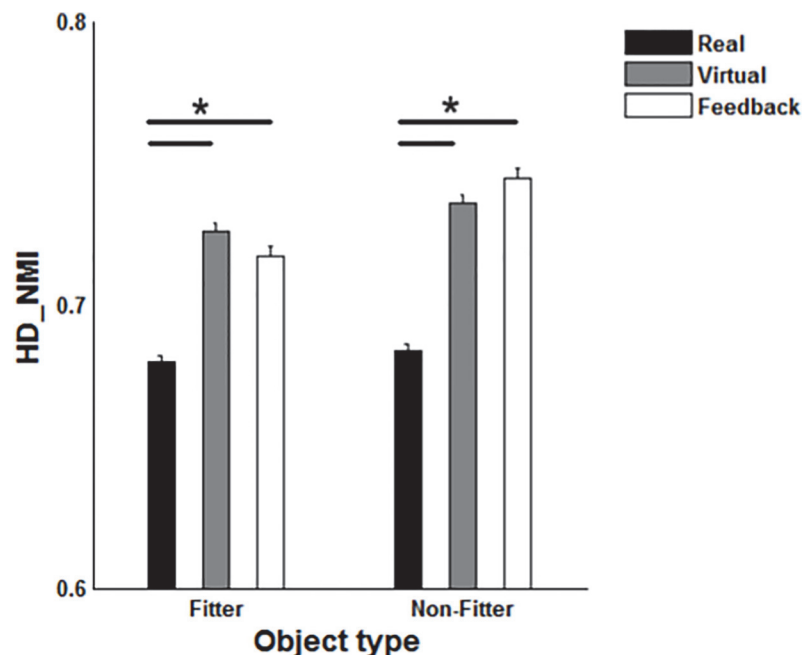 0.8
Real
Virtual
Feedback
*
*
0.7
HD_NMI
0.6
Fitter
Non-Fitter
Object type